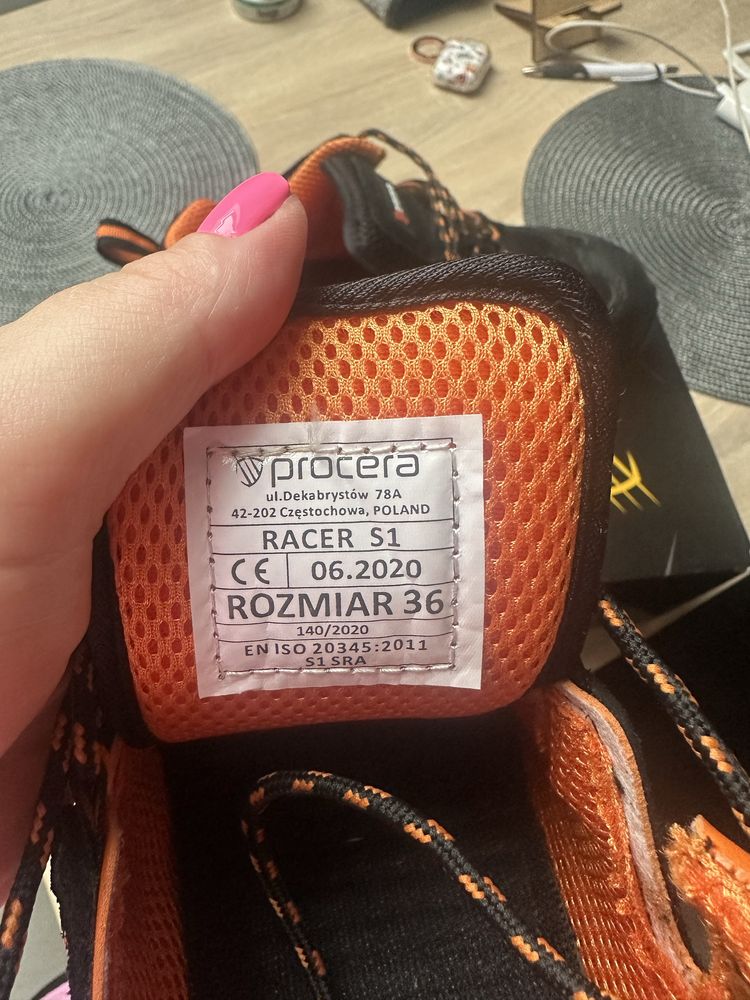 procera
ul.Dekabrystów 78A
42-202 Częstochowa, POLAND
RACER S1
CE 06.2020
ROZMIAR 36
140/2020
EN ISO 20345:2011
S1 SRA